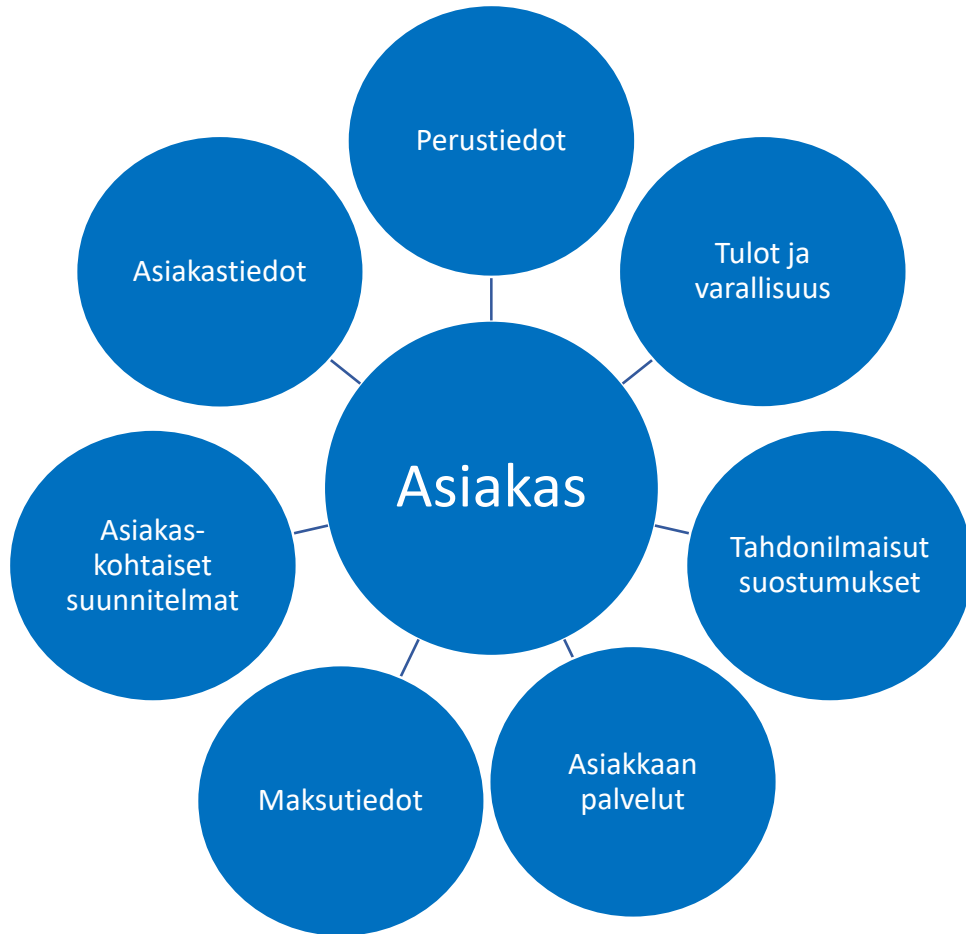 Perustiedot
Tulot ja
varallisuus
Asiakastiedot
Asiakas
Asiakas-
kohtaiset
suunnitelmat
Tahdonilmaisut
suostumukset
Asiakkaan
palvelut
Maksutiedot